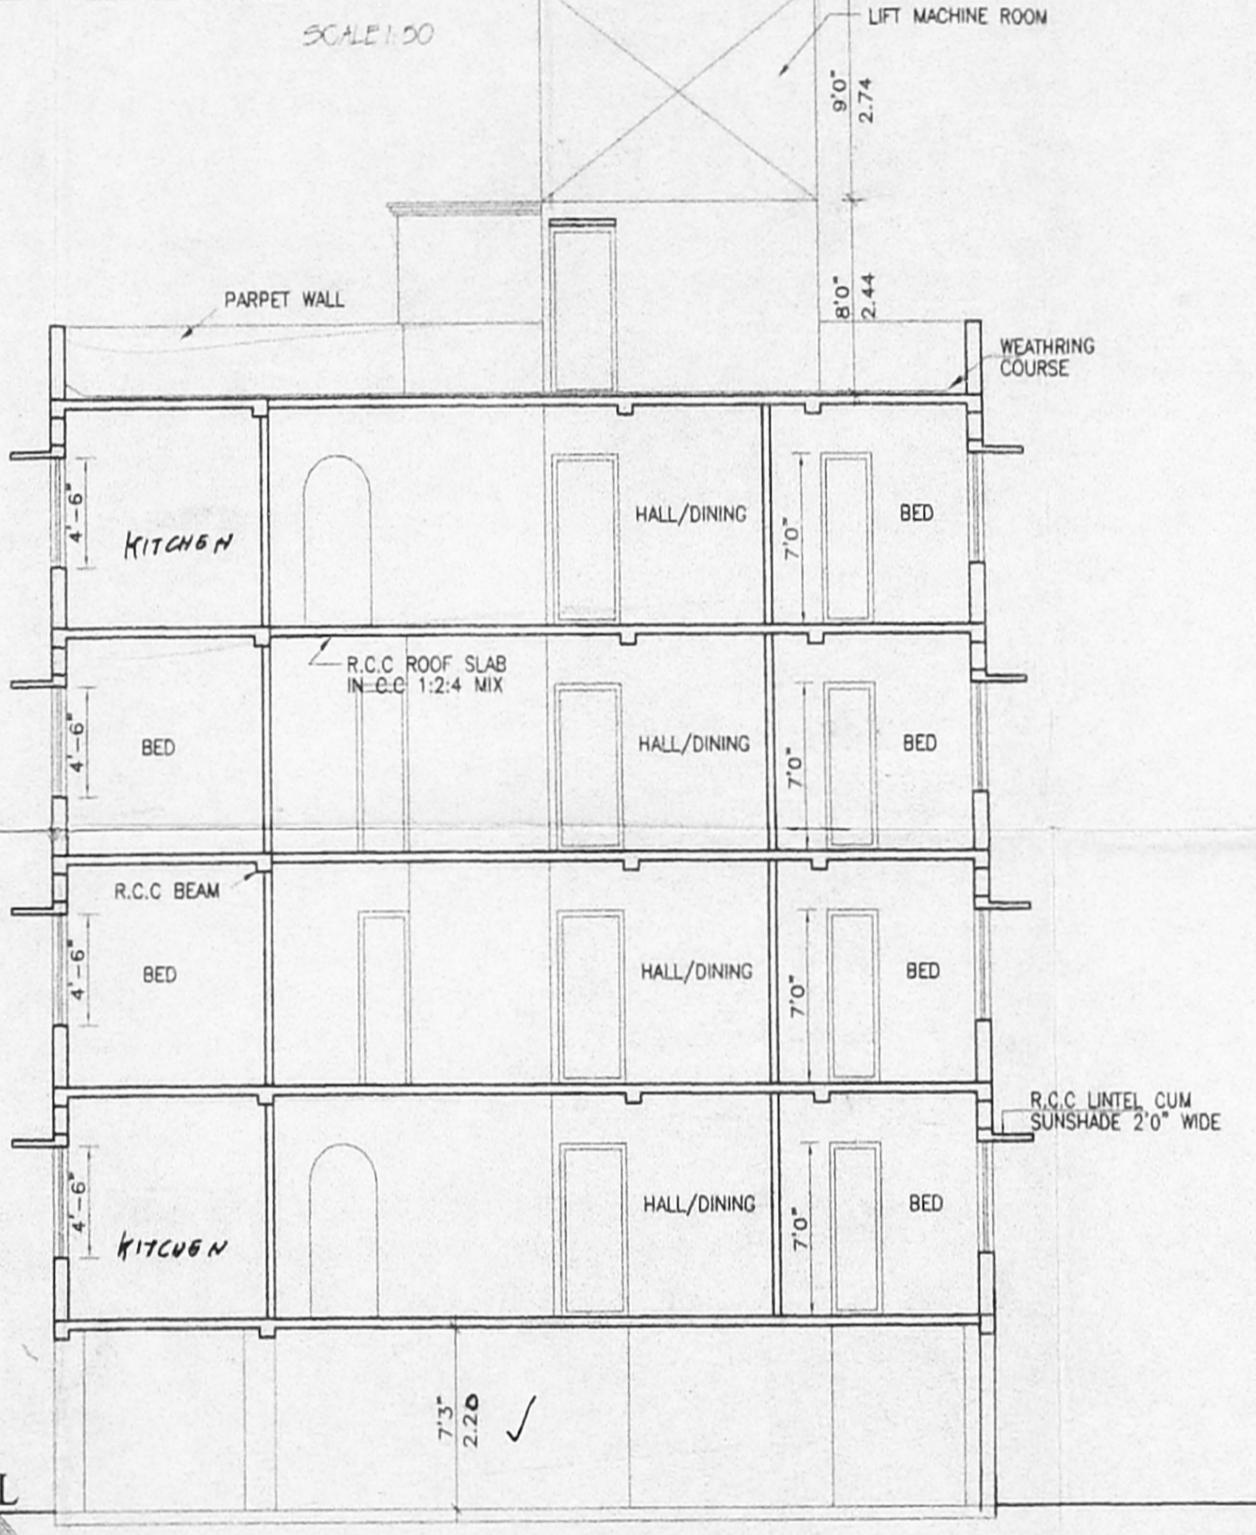 SCALE 1:50
LIFT MACHINE ROOM
9'0"
2.74
PARPET WALL
8'0"
2.44
WEATHRING
COURSE
4'-6"
KITCHEN
HALL/DINING
7'0"
BED
R.C.C ROOF SLAB
IN C.C 1:2:4 MIX
4'-6"
BED
HALL/DINING
7'0"
BED
R.C.C BEAM
4'-6"
BED
HALL/DINING
7'0"
BED
R.C.C LINTEL CUM
SUNSHADE 2'0" WIDE
4'-6"
KITCHEN
HALL/DINING
7'0"
BED
7'3"
2.20
L